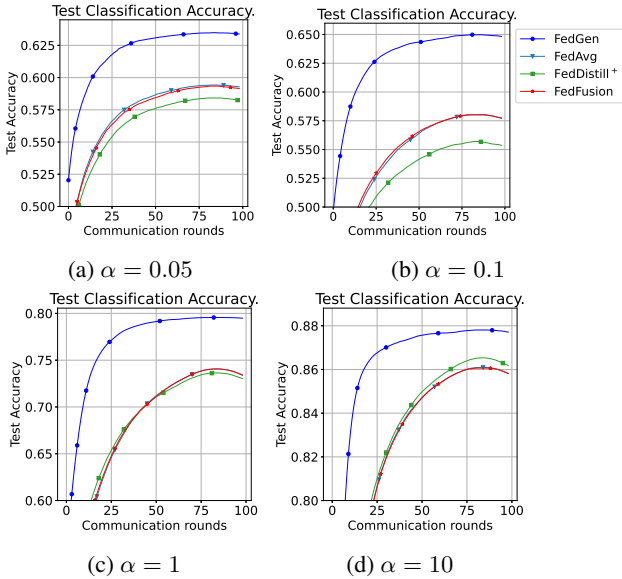 Test Classification Accuracy.
Test Accuracy
0.625
0.600
0.575
0.550
0.525
0.500
0 25 50 75 100
Communication rounds
(a) α = 0.05
Test Classification Accuracy.
Test Accuracy
0.650
0.625
0.600
0.575
0.550
0.525
0.500
0 25 50 75 100
Communication rounds
(b) α = 0.1
FedGen
FedAvg
FedDistill+
FedFusion
Test Classification Accuracy.
Test Accuracy
0.80
0.75
0.70
0.65
0.60
0 25 50 75 100
Communication rounds
(c) α = 1
Test Classification Accuracy.
Test Accuracy
0.88
0.86
0.84
0.82
0.80
0 25 50 75 100
Communication rounds
(d) α = 10